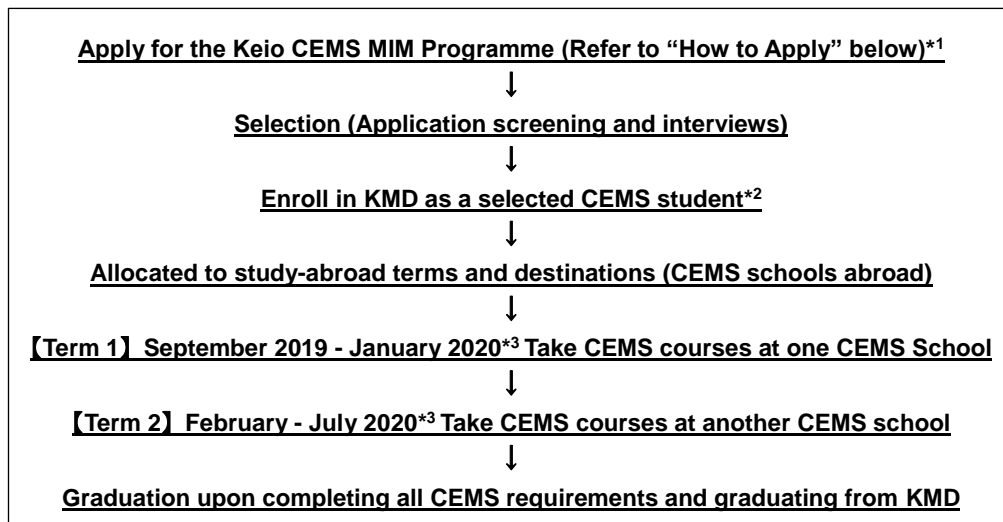 Apply for the Keio CEMS MIM Programme (Refer to “How to Apply” below)*1
↓
Selection (Application screening and interviews)
↓
Enroll in KMD as a selected CEMS student*2
↓
Allocated to study-abroad terms and destinations (CEMS schools abroad)
↓
【Term 1】 September 2019 - January 2020*3 Take CEMS courses at one CEMS School
↓
【Term 2】 February - July 2020*3 Take CEMS courses at another CEMS school
↓
Graduation upon completing all CEMS requirements and graduating from KMD